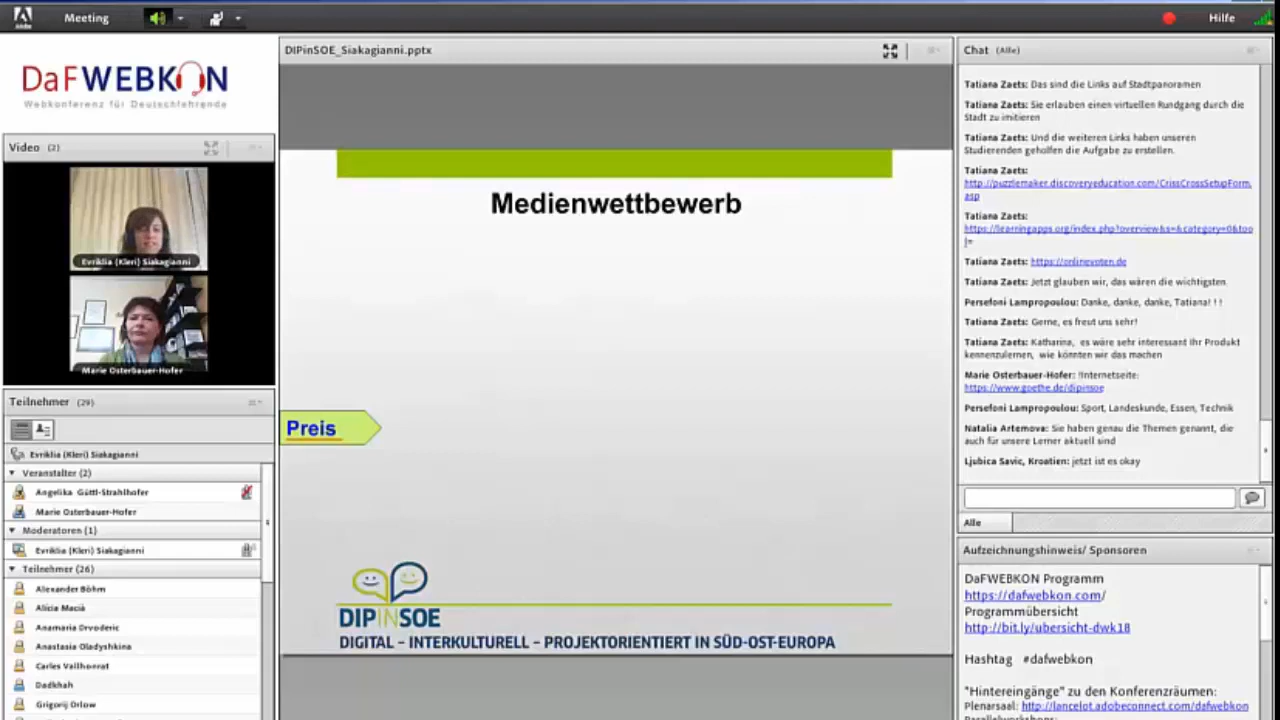 Meeting
Hilfe
DaFWEBKON
Webkonferenz für Deutschlehrende
Video (2)
Evriklia (Kleri) Siakagianni
Marie Osterbauer-Hofer
Teilnehmer (29)
Evriklia (Kleri) Siakagianni
Veranstalter (2)
Angelika Güttl-Strahlhofer
Marie Osterbauer-Hofer
Moderatoren (1)
Evriklia (Kleri) Siakagianni
Teilnehmer (26)
Alexander Böhm
Alicia Macià
Anamaria Drvoderic
Anastasia Oladyshkina
Carles Vallhonrat
Dadkhah
Grigorij Orlow
DIPinSOE_Siakagianni.pptx
Medienwettbewerb
Preis
DIPINSOE
DIGITAL – INTERKULTURELL – PROJEKTORIENTIERT IN SÜD-OST-EUROPA
Chat (Alle)
Tatiana Zaets: Das sind die Links auf Stadtpanoramen
Tatiana Zaets: Sie erlauben einen virtuellen Rundgang durch die
Stadt zu imitieren
Tatiana Zaets: Und die weiteren Links haben unseren
Studierenden geholfen die Aufgabe zu erstellen.
Tatiana Zaets:
http://puzzlemaker.discoveryeducation.com/CrissCrossSetupForm.
asp
Tatiana Zaets:
https://learningapps.org/index.php?overview&s=&category=0&too
l=
Tatiana Zaets: https://onlinevoten.de
Tatiana Zaets: Jetzt glauben wir, das wären die wichtigsten.
Persefoni Lampropoulou: Danke, danke, danke, Tatiana! ! !
Tatiana Zaets: Gerne, es freut uns sehr!
Tatiana Zaets: Katharina, es wäre sehr interessant Ihr Produkt
kennenzulernen, wie könnten wir das machen
Marie Osterbauer-Hofer: !Internetseite:
https://www.goethe.de/dipinsoe
Persefoni Lampropoulou: Sport, Landeskunde, Essen, Technik
Natalia Artemova: Sie haben genau die Themen genannt, die
auch für unsere Lerner aktuell sind
Ljubica Savic, Kroatien: jetzt ist es okay
Alle
Aufzeichnungshinweis/ Sponsoren
DaFWEBKON Programm
https://dafwebkon.com/
Programmübersicht
http://bit.ly/ubersicht-dwk18
Hashtag #dafwebkon
"Hintereingänge" zu den Konferenzräumen:
Plenarsaal: http://lancelot.adobeconnect.com/dafwebkon